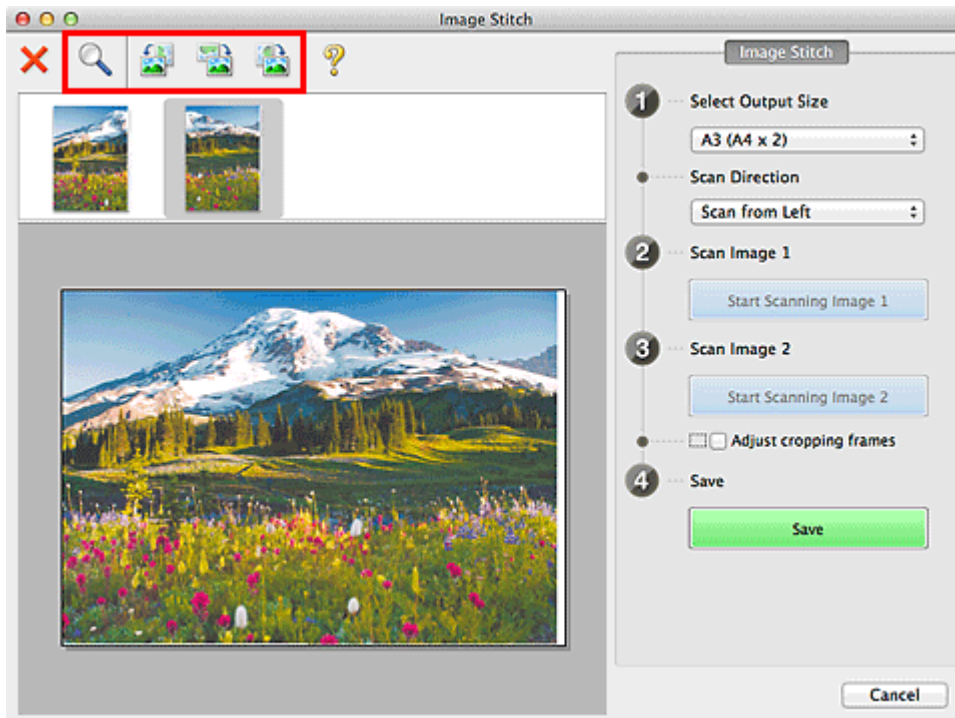 Image Stitch
Image Stitch
1 Select Output Size
A3 (A4 x 2)
Scan Direction
Scan from Left
2 Scan Image 1
Start Scanning Image 1
3 Scan Image 2
Start Scanning Image 2
Adjust cropping frames
4 Save
Save
Cancel